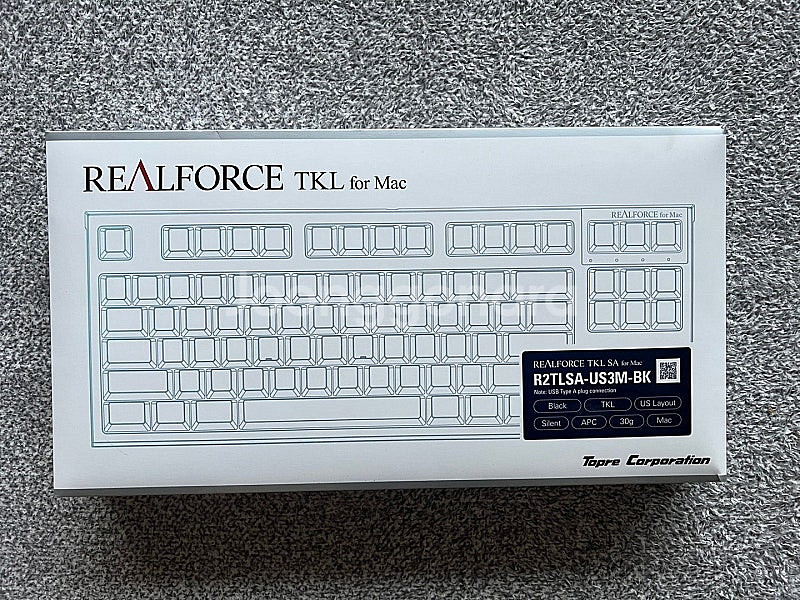 REALFORCE TKL for Mac
REALFORCE for Mac
REALFORCE TKL SA for Mac
R2TLSA-US3M-BK
Note: USB Type A plug connection
Black TKL US Layout
Silent APC 30g Mac
Topre Corporation